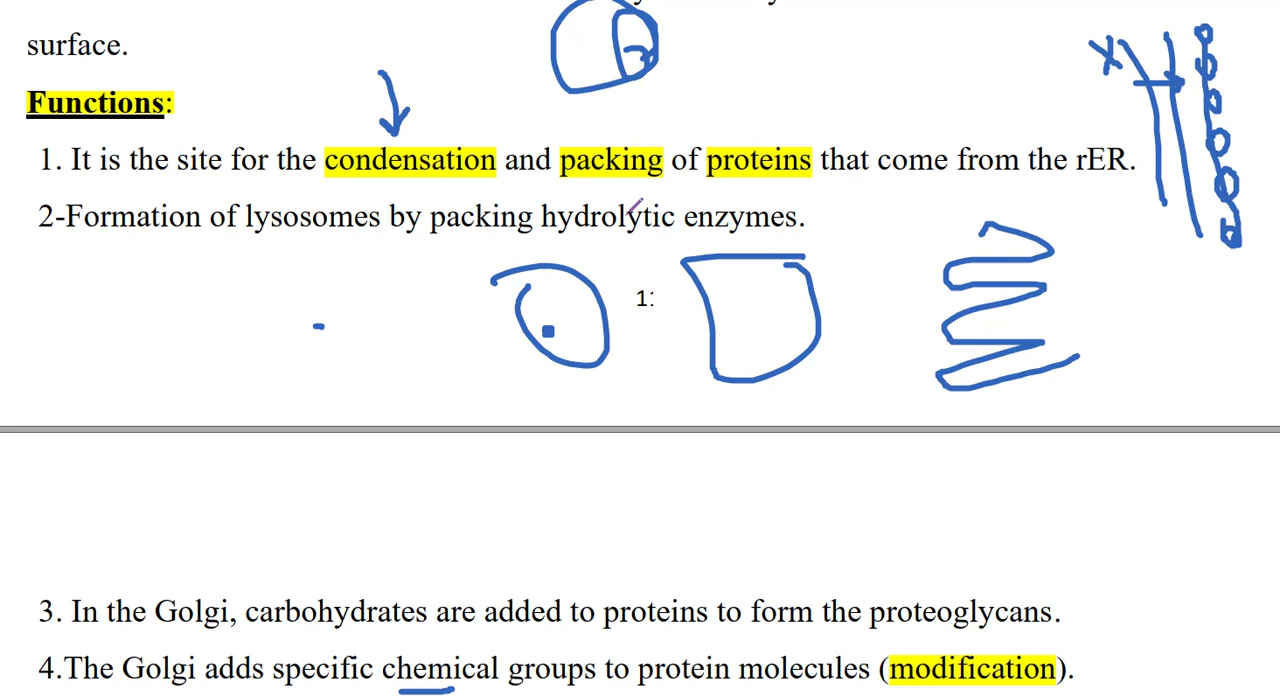 surface.
Functions:
1. It is the site for the condensation and packing of proteins that come from the rER.
2-Formation of lysosomes by packing hydrolytic enzymes.
3. In the Golgi, carbohydrates are added to proteins to form the proteoglycans.
4.The Golgi adds specific chemical groups to protein molecules (modification).